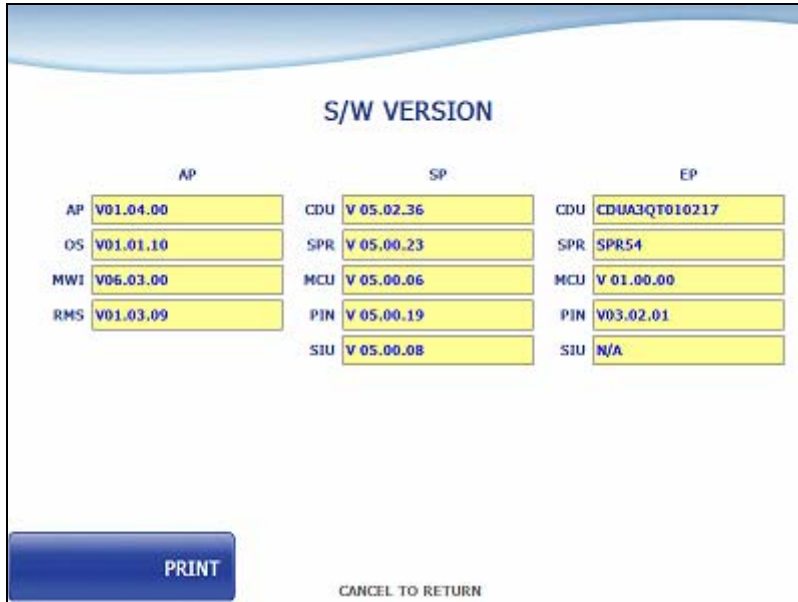 S/W VERSION
AP SP EP
AP V01.04.00 CDU V 05.02.36 CDU CDUA3QT010217
OS V01.01.10 SPR V 05.00.23 SPR SPR54
MWI V06.03.00 MCU V 05.00.06 MCU V 01.00.00
RMS V01.03.09 PIN V 05.00.19 PIN V03.02.01
SIU V 05.00.08 SIU N/A
PRINT
CANCEL TO RETURN